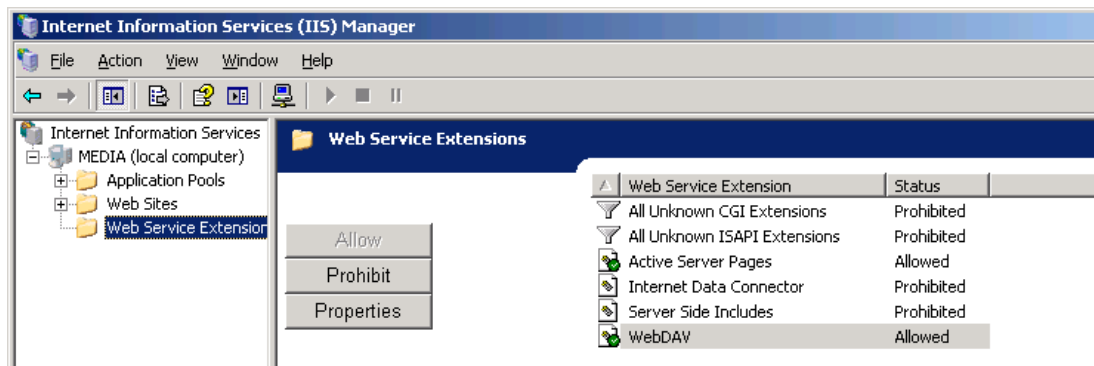 Internet Information Services (IIS) Manager
File Action View Window Help
Internet Information Services
MEDIA (local computer)
Application Pools
Web Sites
Web Service Extension
Web Service Extensions
Allow
Prohibit
Properties
Web Service Extension Status
All Unknown CGI Extensions Prohibited
All Unknown ISAPI Extensions Prohibited
Active Server Pages Allowed
Internet Data Connector Prohibited
Server Side Includes Prohibited
WebDAV Allowed